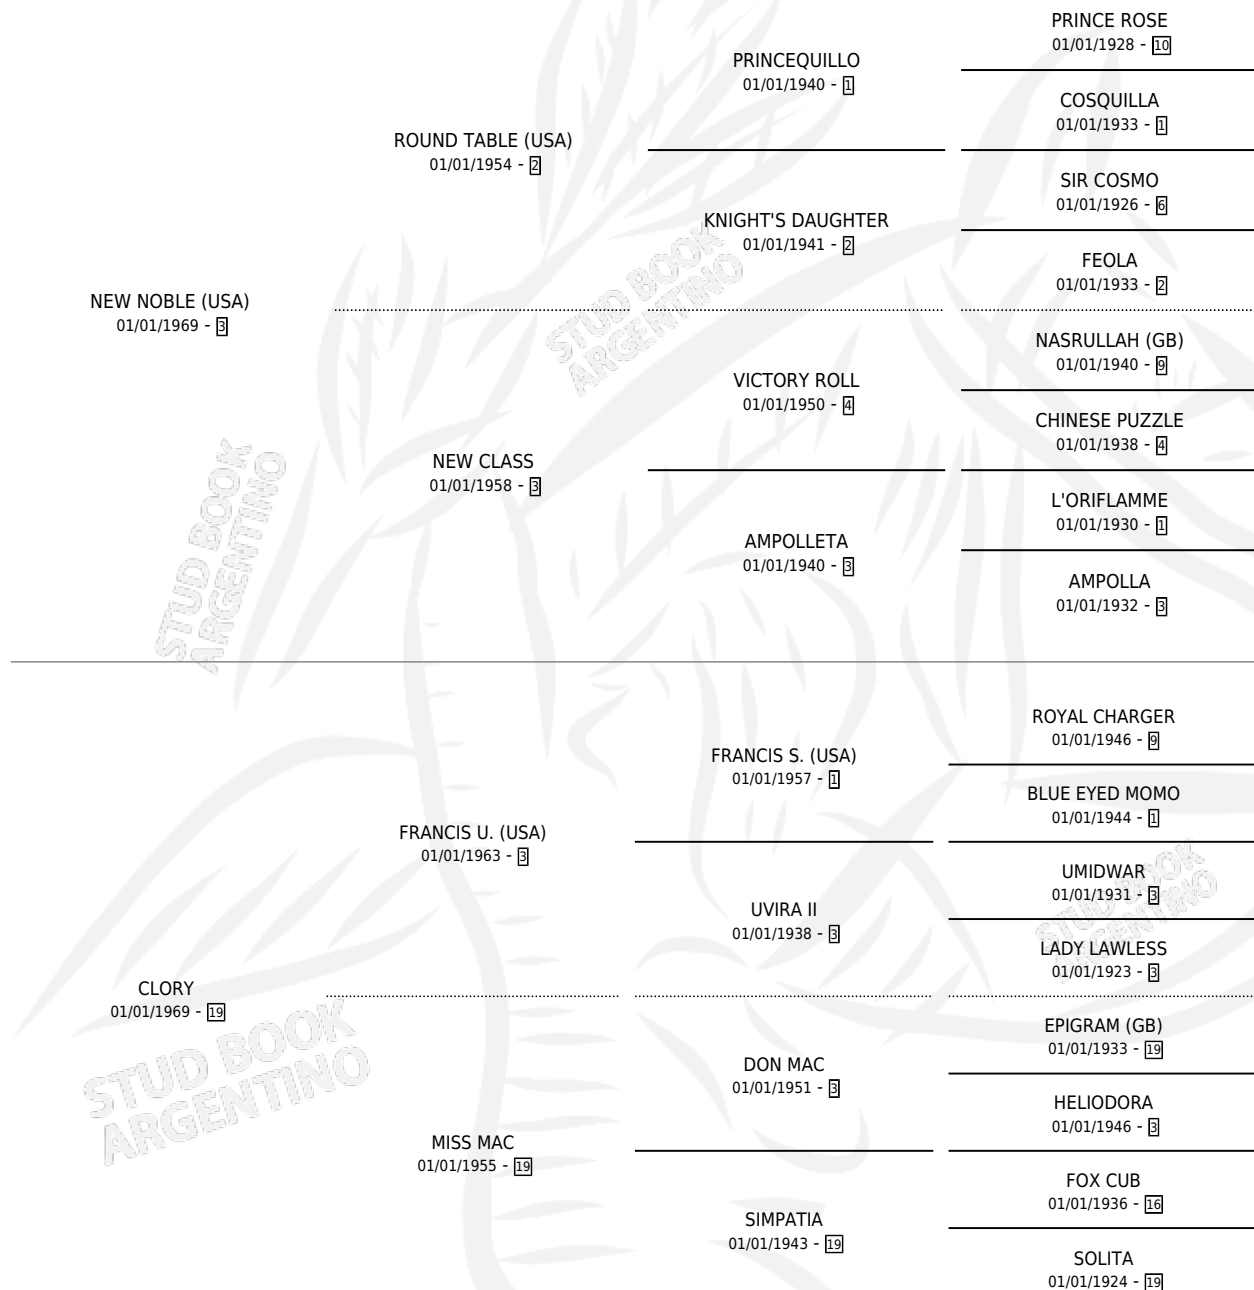 PRINCE ROSE
01/01/1928 - 10
PRINCEQUILLO
01/01/1940 - 1
COSQUILLA
01/01/1933 - 1
ROUND TABLE (USA)
01/01/1954 - 2
SIR COSMO
01/01/1926 - 6
KNIGHT'S DAUGHTER
01/01/1941 - 2
FEOLA
01/01/1933 - 2
NEW NOBLE (USA)
01/01/1969 - 3
NASRULLAH (GB)
01/01/1940 - 9
VICTORY ROLL
01/01/1950 - 4
CHINESE PUZZLE
01/01/1938 - 4
NEW CLASS
01/01/1958 - 3
L'ORIFLAMME
01/01/1930 - 1
AMPOLLETA
01/01/1940 - 3
AMPOLLA
01/01/1932 - 3
STUD BOOK
ARGENTINO
STUD BOOK
ARGENTINO
ROYAL CHARGER
01/01/1946 - 9
FRANCIS S. (USA)
01/01/1957 - 1
BLUE EYED MOMO
01/01/1944 - 1
FRANCIS U. (USA)
01/01/1963 - 3
UMIDWAR
01/01/1931 - 3
UVIRA II
01/01/1938 - 3
LADY LAWLESS
01/01/1923 - 3
STUD BOOK
ARGENTINO
CLORY
01/01/1969 - 19
EPIGRAM (GB)
01/01/1933 - 19
DON MAC
01/01/1951 - 3
HELIODORA
01/01/1946 - 3
MISS MAC
01/01/1955 - 19
FOX CUB
01/01/1936 - 16
SIMPATIA
01/01/1943 - 19
SOLITA
01/01/1924 - 19
STUD BOOK
ARGENTINO